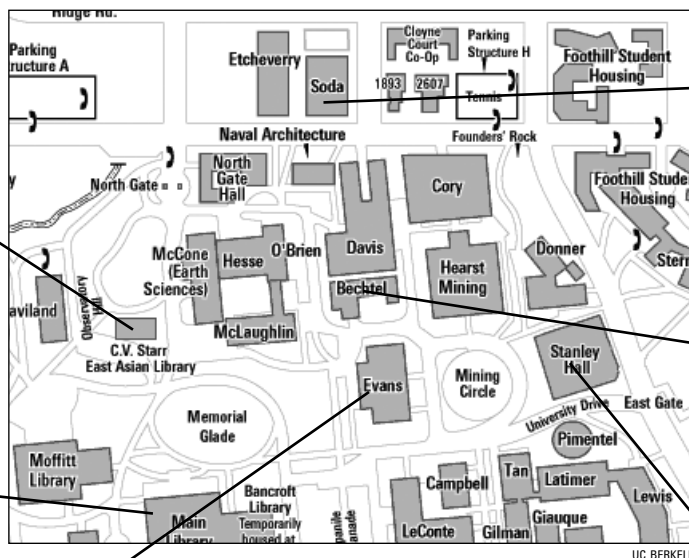 Ridge Rd.
Parking
ructure A
Etcheverry
Soda
Cloyne
Court
Co-Op
Parking
Structure H
1893
2607
Tennis
Foothill Student
Housing
Naval Architecture
Founders' Rock
North Gate
North
Gate
Hall
Cory
Foothill Stude
Housing
McCone
(Earth
Sciences)
Hesse
O'Brien
Davis
Hearst
Mining
Donner
Stern
aviland
Observatory
Hill
Bechtel
McLaughlin
C.V. Starr
East Asian Library
Stanley
Hall
Evans
Mining
Circle
Memorial
Glade
University Drive
East Gate
Pimentel
Moffitt
Library
Tan
Latimer
Campbell
Lewis
Bancroft
Library
Temporarily
housed at
Main
Library
panile
anade
LeConte
Gilman
Giauque
UC BERKEL